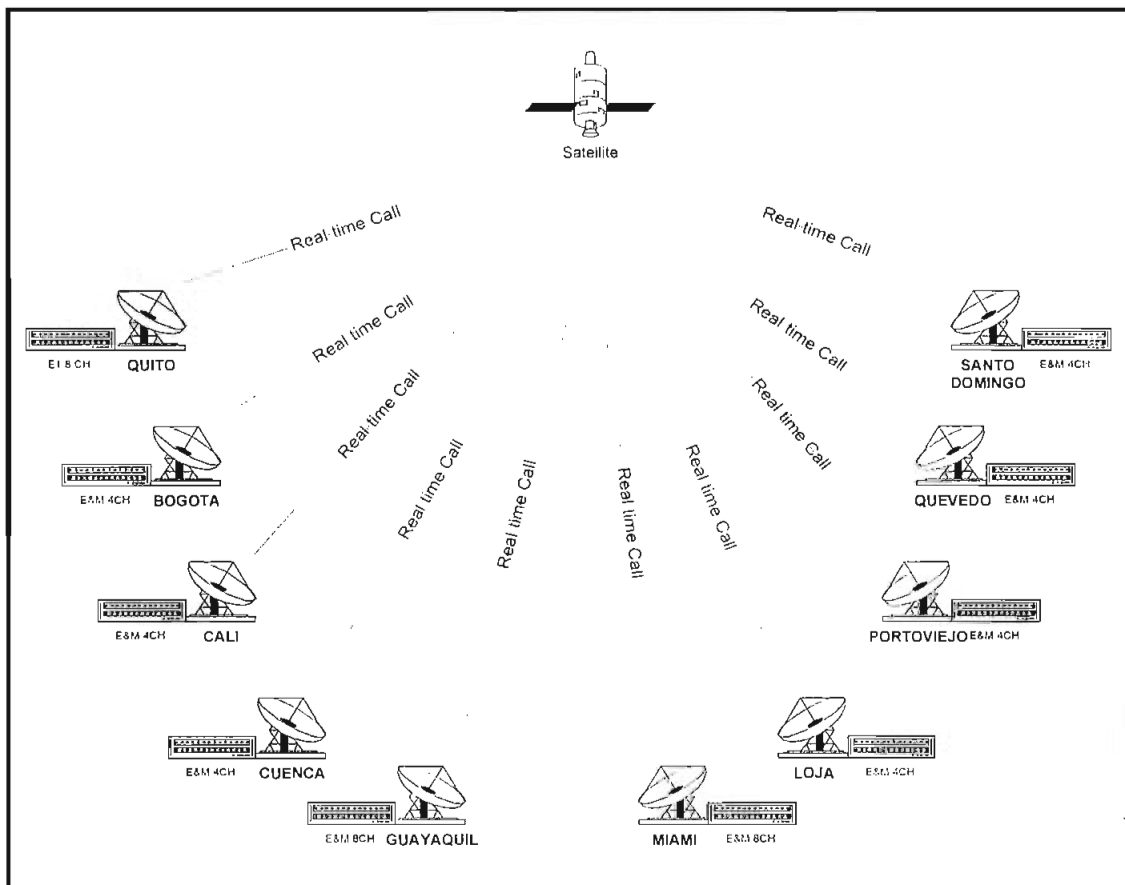 Satellite
Real-time Call
Real-time Call
Real time Call
Real time Call
Real-time Call
Real-time Call
Real time Call
Real time Call
Real time Call
Real time Call
E1 8 CH
QUITO
SANTO
DOMINGO
E&M 4CH
E&M 4CH
BOGOTA
QUEVEDO
E&M 4CH
E&M 4CH
CALI
PORTOVIEJO
E&M 4CH
E&M 4CH
CUENCA
LOJA
E&M 4CH
E&M 8CH
GUAYAQUIL
MIAMI
E&M 8CH